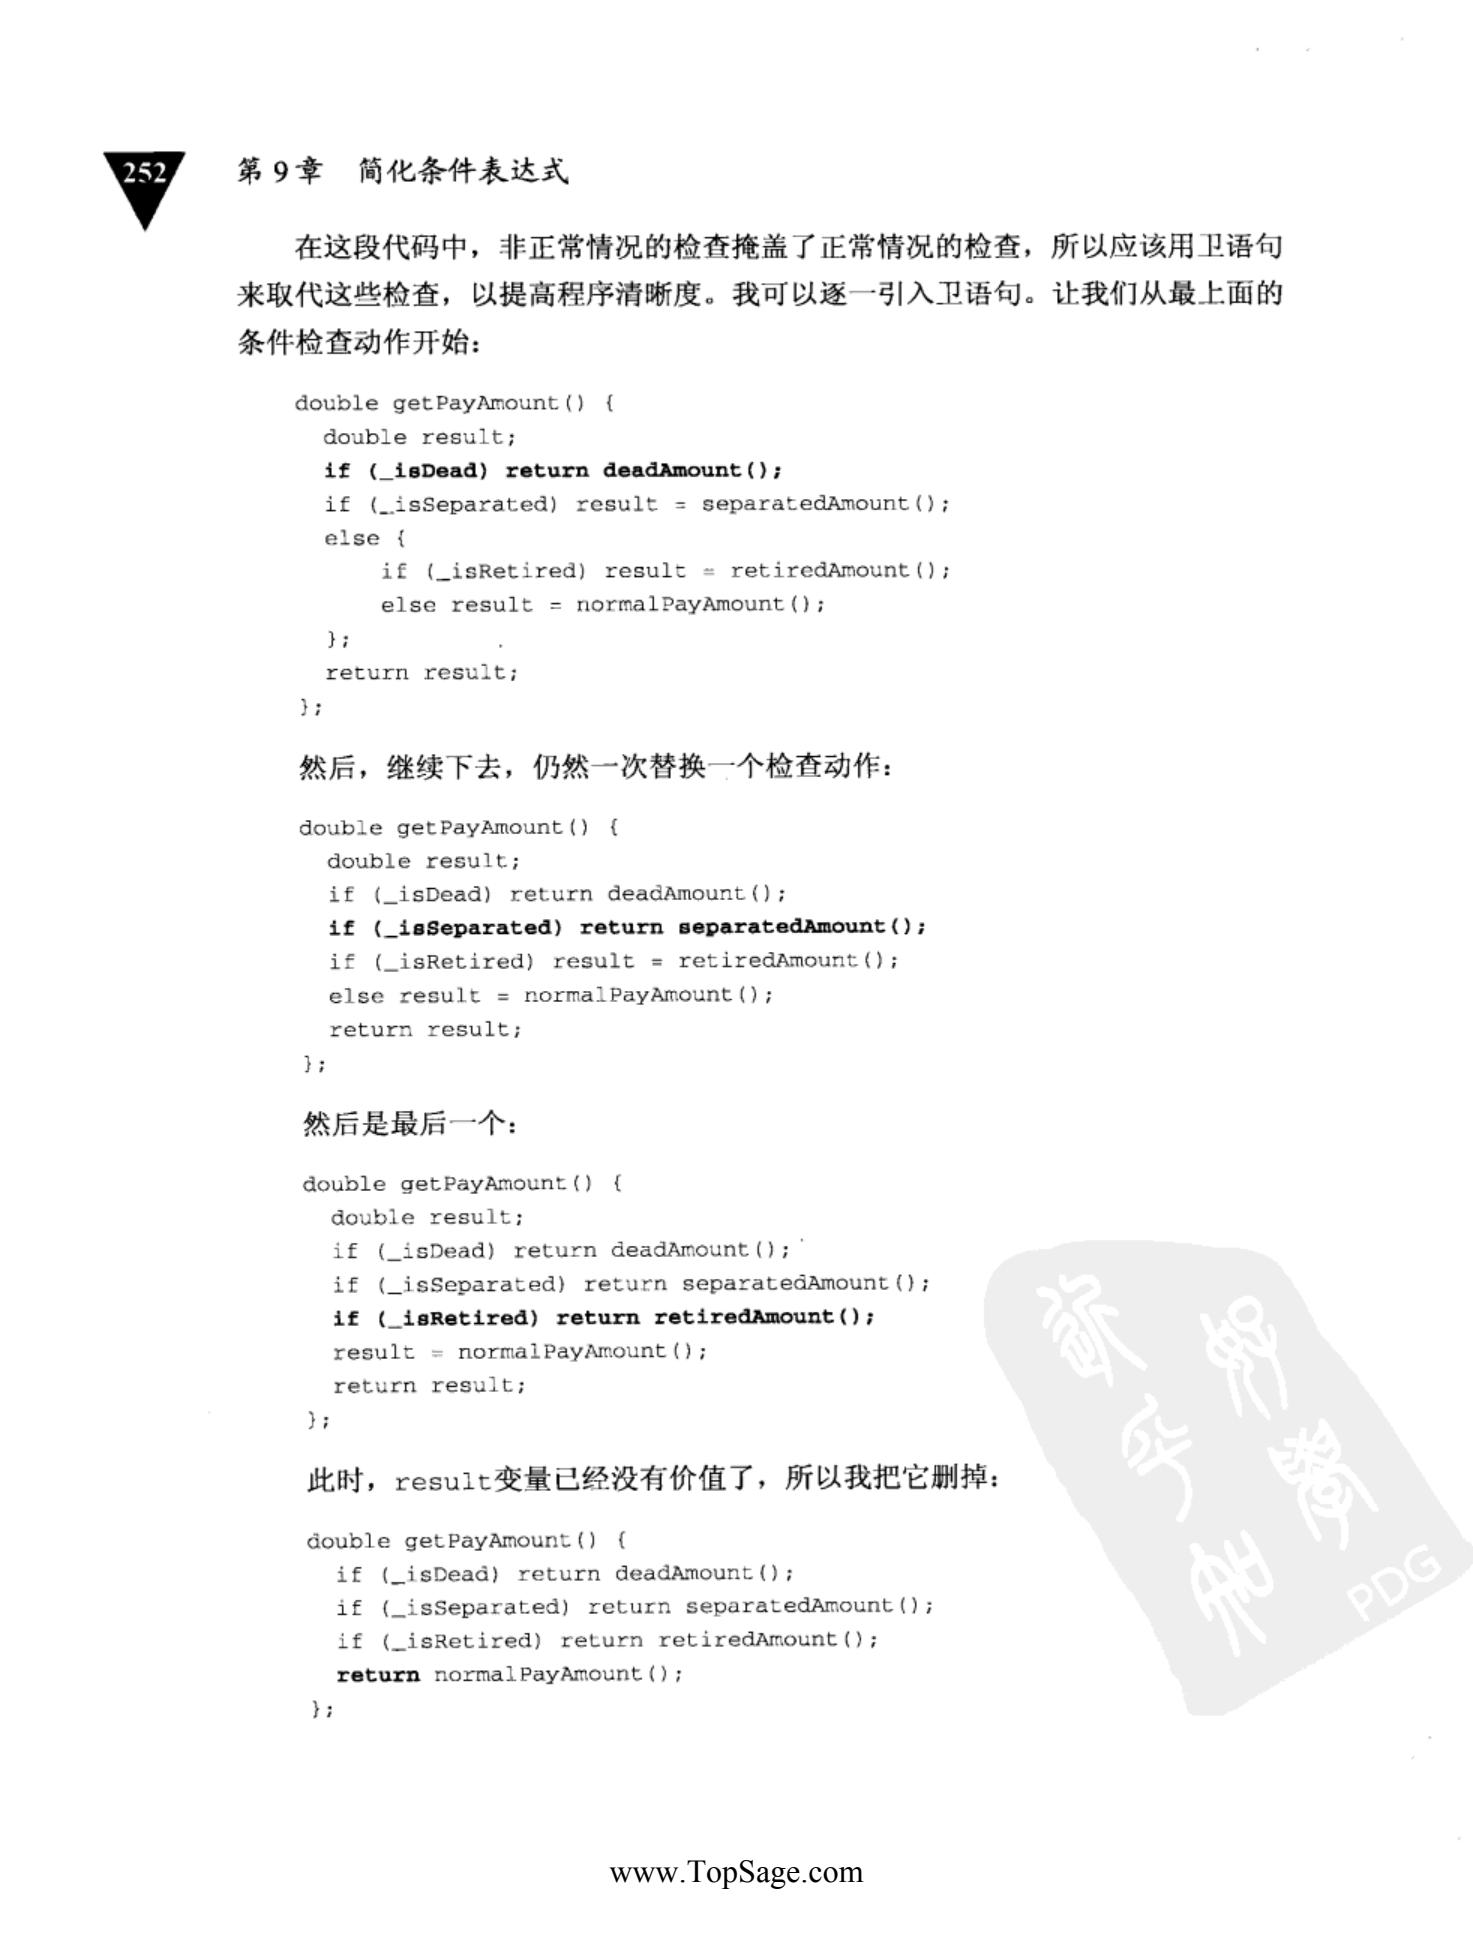 252
第 9 章 简化条件表达式
在这段代码中，非正常情况的检查掩盖了正常情况的检查，所以应该用卫语句
来取代这些检查，以提高程序清晰度。我可以逐一引入卫语句。让我们从最上面的
条件检查动作开始：
double getPayAmount() {
double result;
if (_isDead) return deadAmount();
if (_isSeparated) result = separatedAmount();
else {
if (_isRetired) result = retiredAmount();
else result = normalPayAmount();
};
return result;
};
然后，继续下去，仍然一次替换一个检查动作：
double getPayAmount() {
double result;
if (_isDead) return deadAmount();
if (_isSeparated) return separatedAmount();
if (_isRetired) result = retiredAmount();
else result = normalPayAmount();
return result;
};
然后是最后一个：
double getPayAmount() {
double result;
if (_isDead) return deadAmount();
if (_isSeparated) return separatedAmount();
if (_isRetired) return retiredAmount();
result = normalPayAmount();
return result;
};
此时，result变量已经没有价值了，所以我把它删掉：
double getPayAmount() {
if (_isDead) return deadAmount();
if (_isSeparated) return separatedAmount();
if (_isRetired) return retiredAmount();
return normalPayAmount();
};
PDG
www.TopSage.com